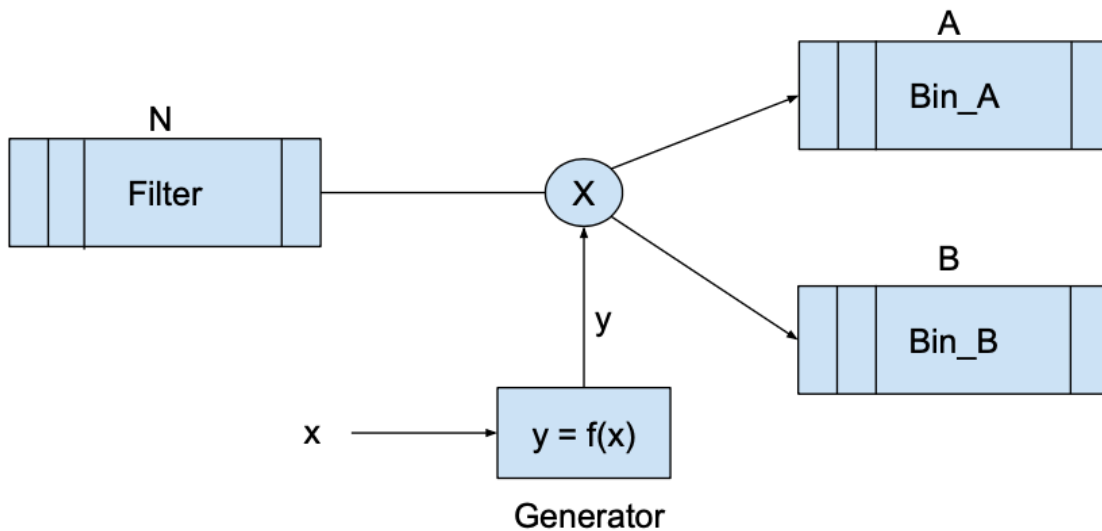 A
Bin_A
N
Filter
X
B
Bin_B
y
x
y = f(x)
Generator